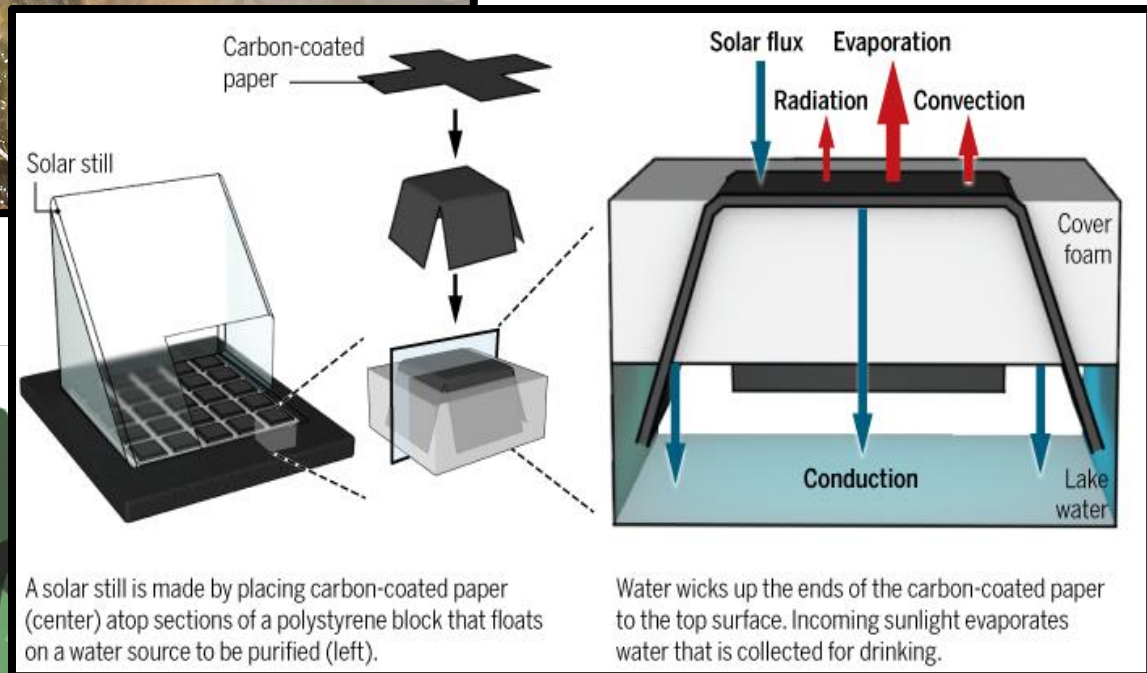 Carbon-coated
paper
Solar still
A solar still is made by placing carbon-coated paper
(center) atop sections of a polystyrene block that floats
on a water source to be purified (left).
Solar flux
Evaporation
Radiation
Convection
Cover
foam
Conduction
Lake
water
Water wicks up the ends of the carbon-coated paper
to the top surface. Incoming sunlight evaporates
water that is collected for drinking.